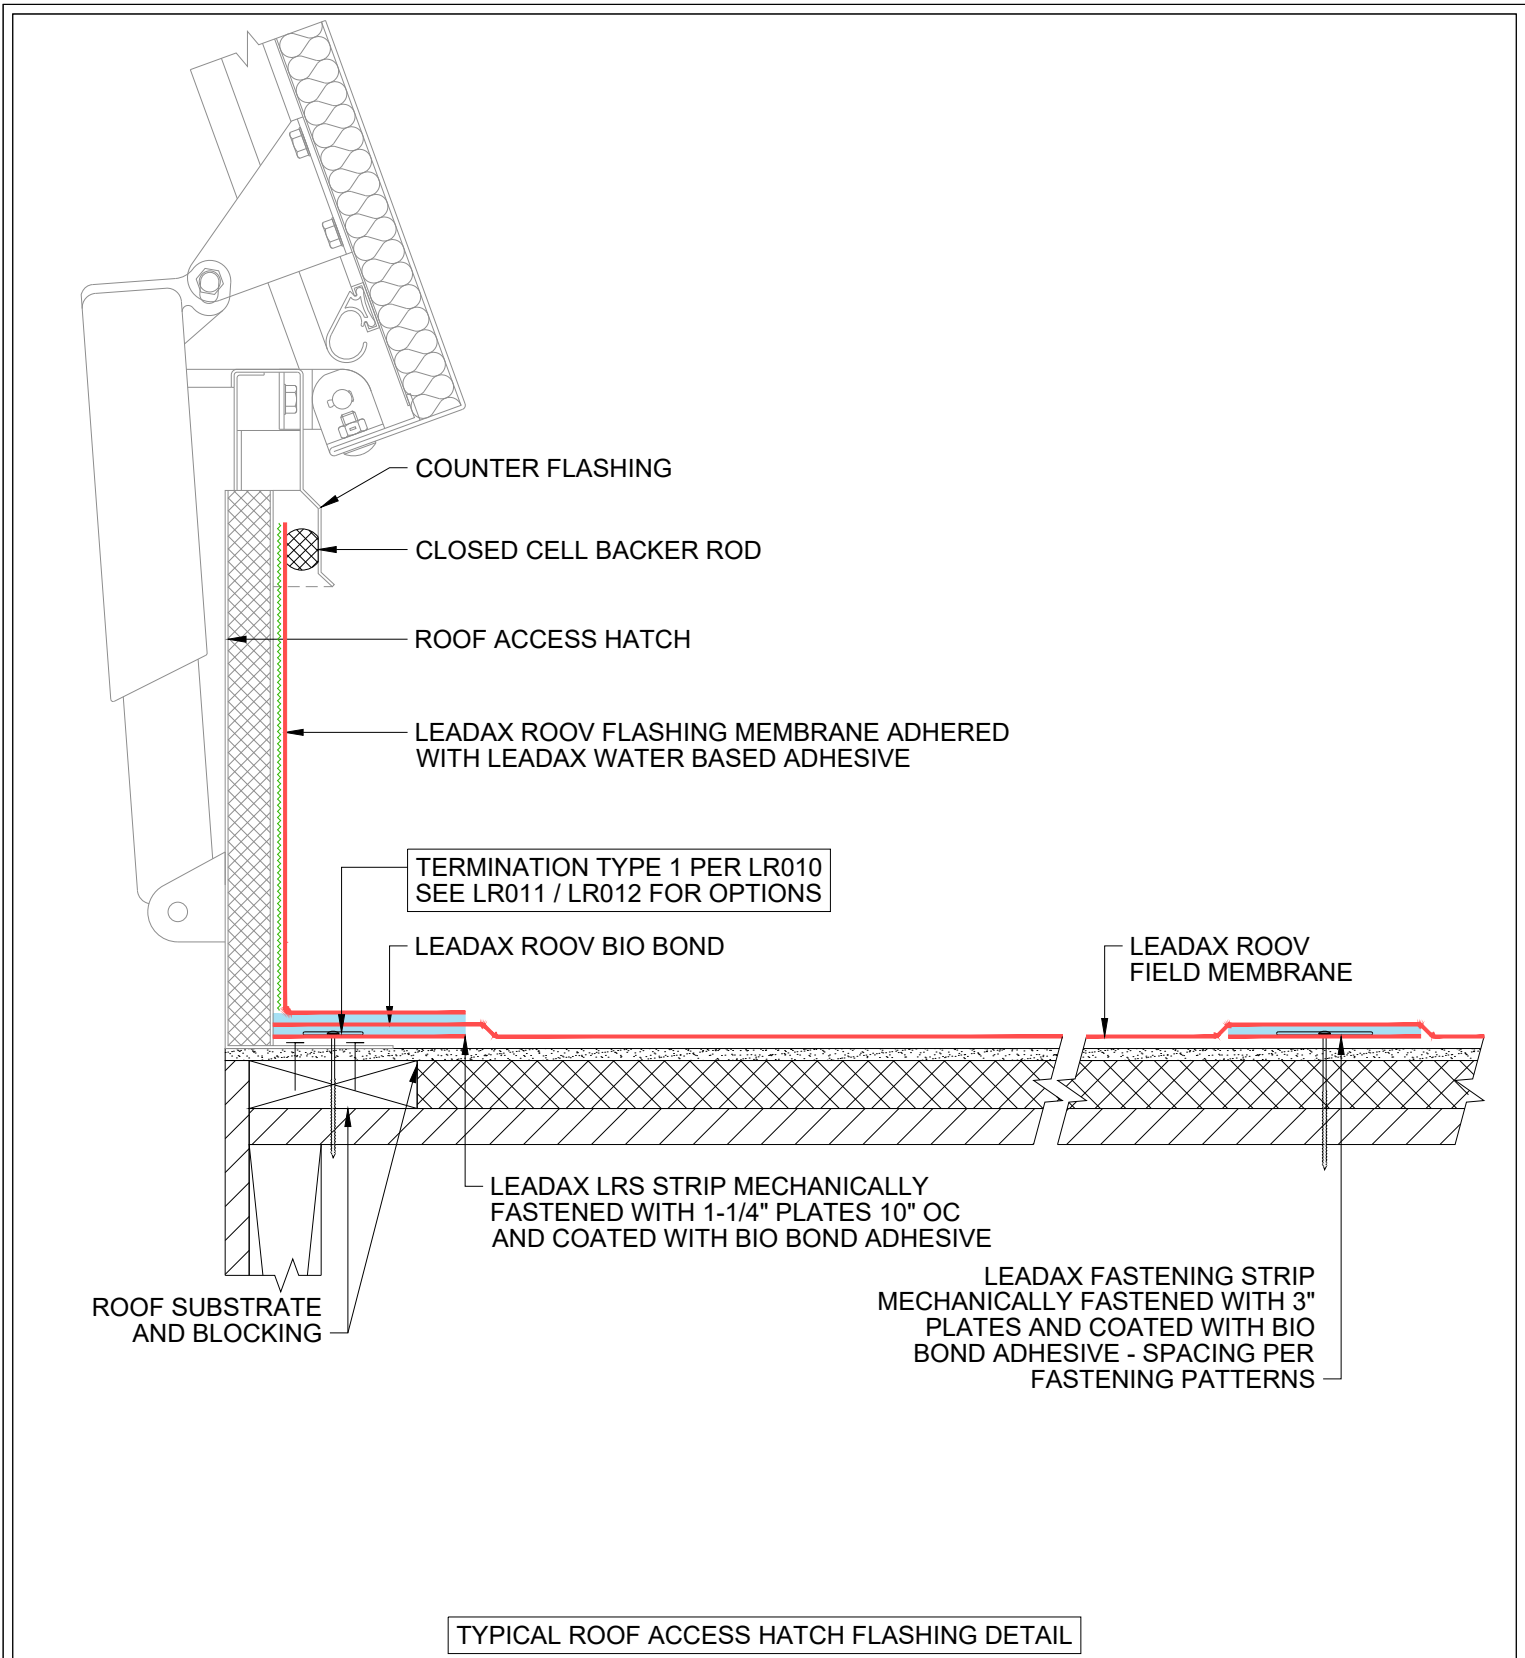 COUNTER FLASHING
CLOSED CELL BACKER ROD
ROOF ACCESS HATCH
LEADAX ROOV FLASHING MEMBRANE ADHERED
WITH LEADAX WATER BASED ADHESIVE
TERMINATION TYPE 1 PER LR010
SEE LR011 / LR012 FOR OPTIONS
LEADAX ROOV BIO BOND
LEADAX ROOV
FIELD MEMBRANE
LEADAX LRS STRIP MECHANICALLY
FASTENED WITH 1-1/4" PLATES 10" OC
AND COATED WITH BIO BOND ADHESIVE
ROOF SUBSTRATE
AND BLOCKING
LEADAX FASTENING STRIP
MECHANICALLY FASTENED WITH 3"
PLATES AND COATED WITH BIO
BOND ADHESIVE - SPACING PER
FASTENING PATTERNS
TYPICAL ROOF ACCESS HATCH FLASHING DETAIL